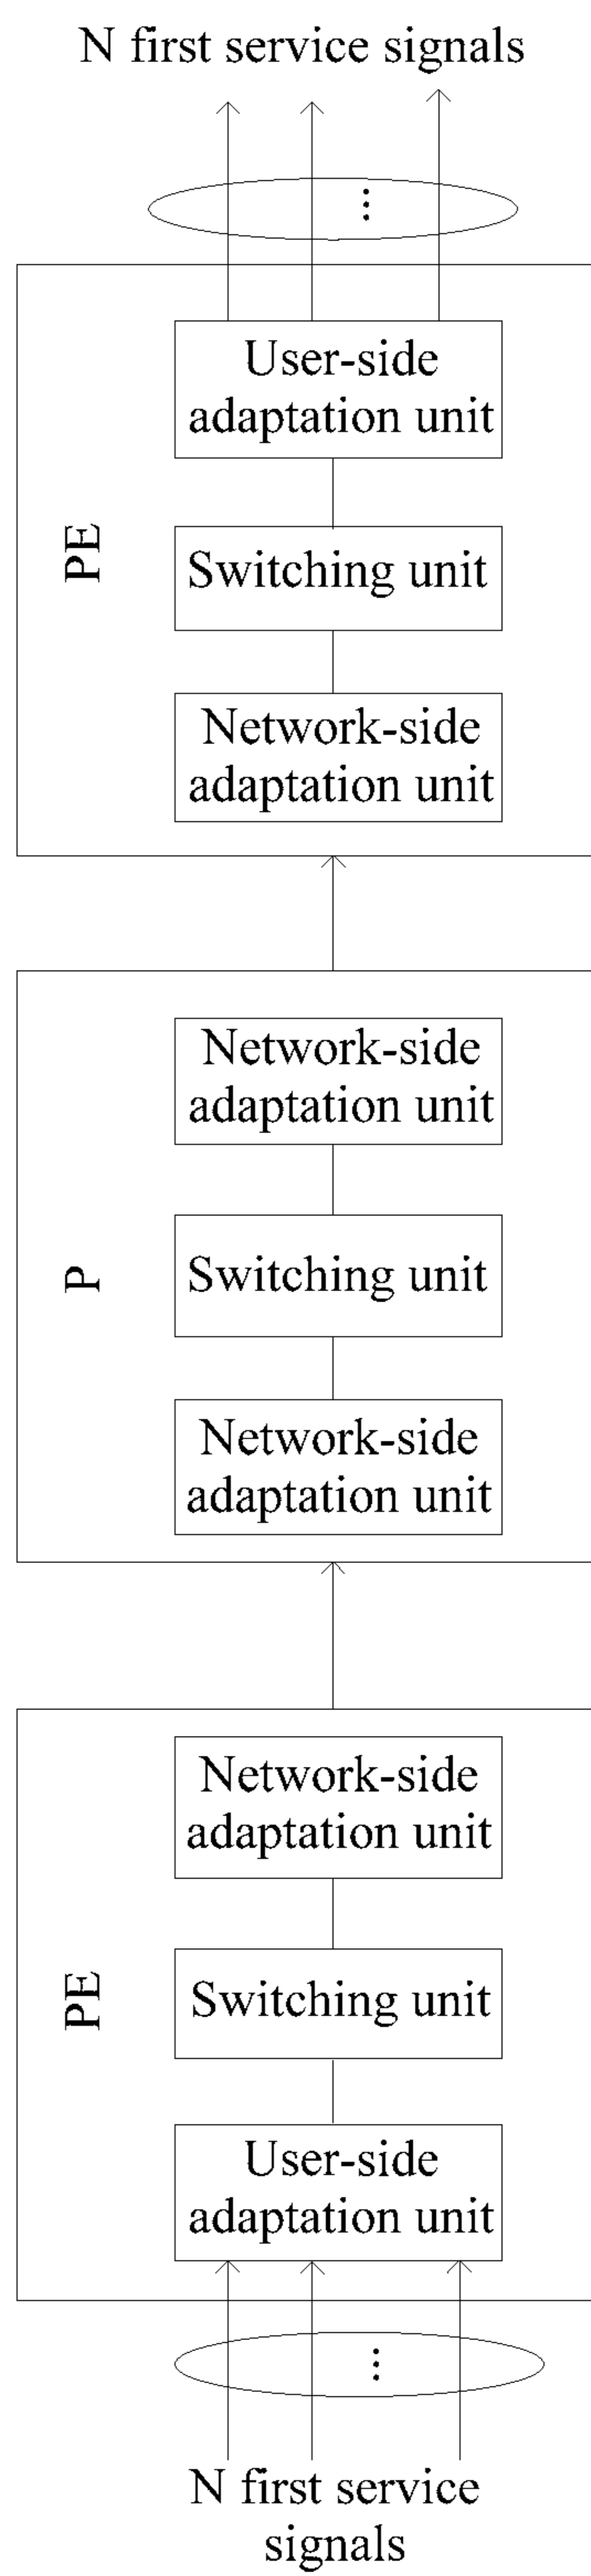 N first service signals
User-side
adaptation unit
PE
Switching unit
Network-side
adaptation unit
Network-side
adaptation unit
P
Switching unit
Network-side
adaptation unit
Network-side
adaptation unit
PE
Switching unit
User-side
adaptation unit
N first service
signals